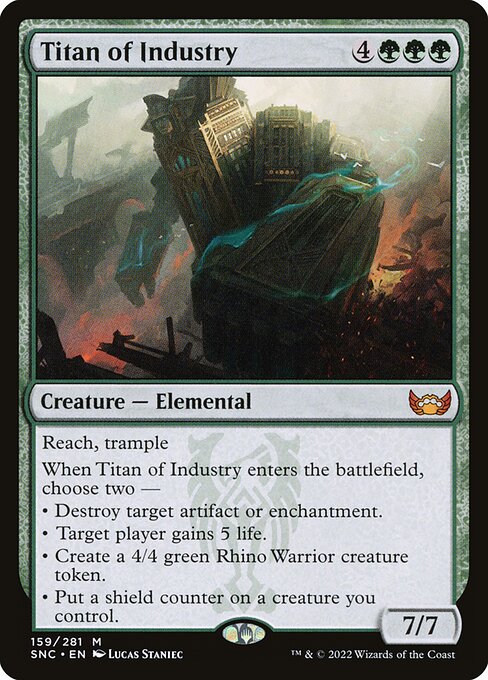 Titan of Industry 4
Creature — Elemental
Reach, trample
When Titan of Industry enters the battlefield,
choose two —
• Destroy target artifact or enchantment.
• Target player gains 5 life.
• Create a 4/4 green Rhino Warrior creature
token.
• Put a shield counter on a creature you
control.
7/7
159/281 M
SNC • EN Lucas Staniec
™ & © 2022 Wizards of the Coast